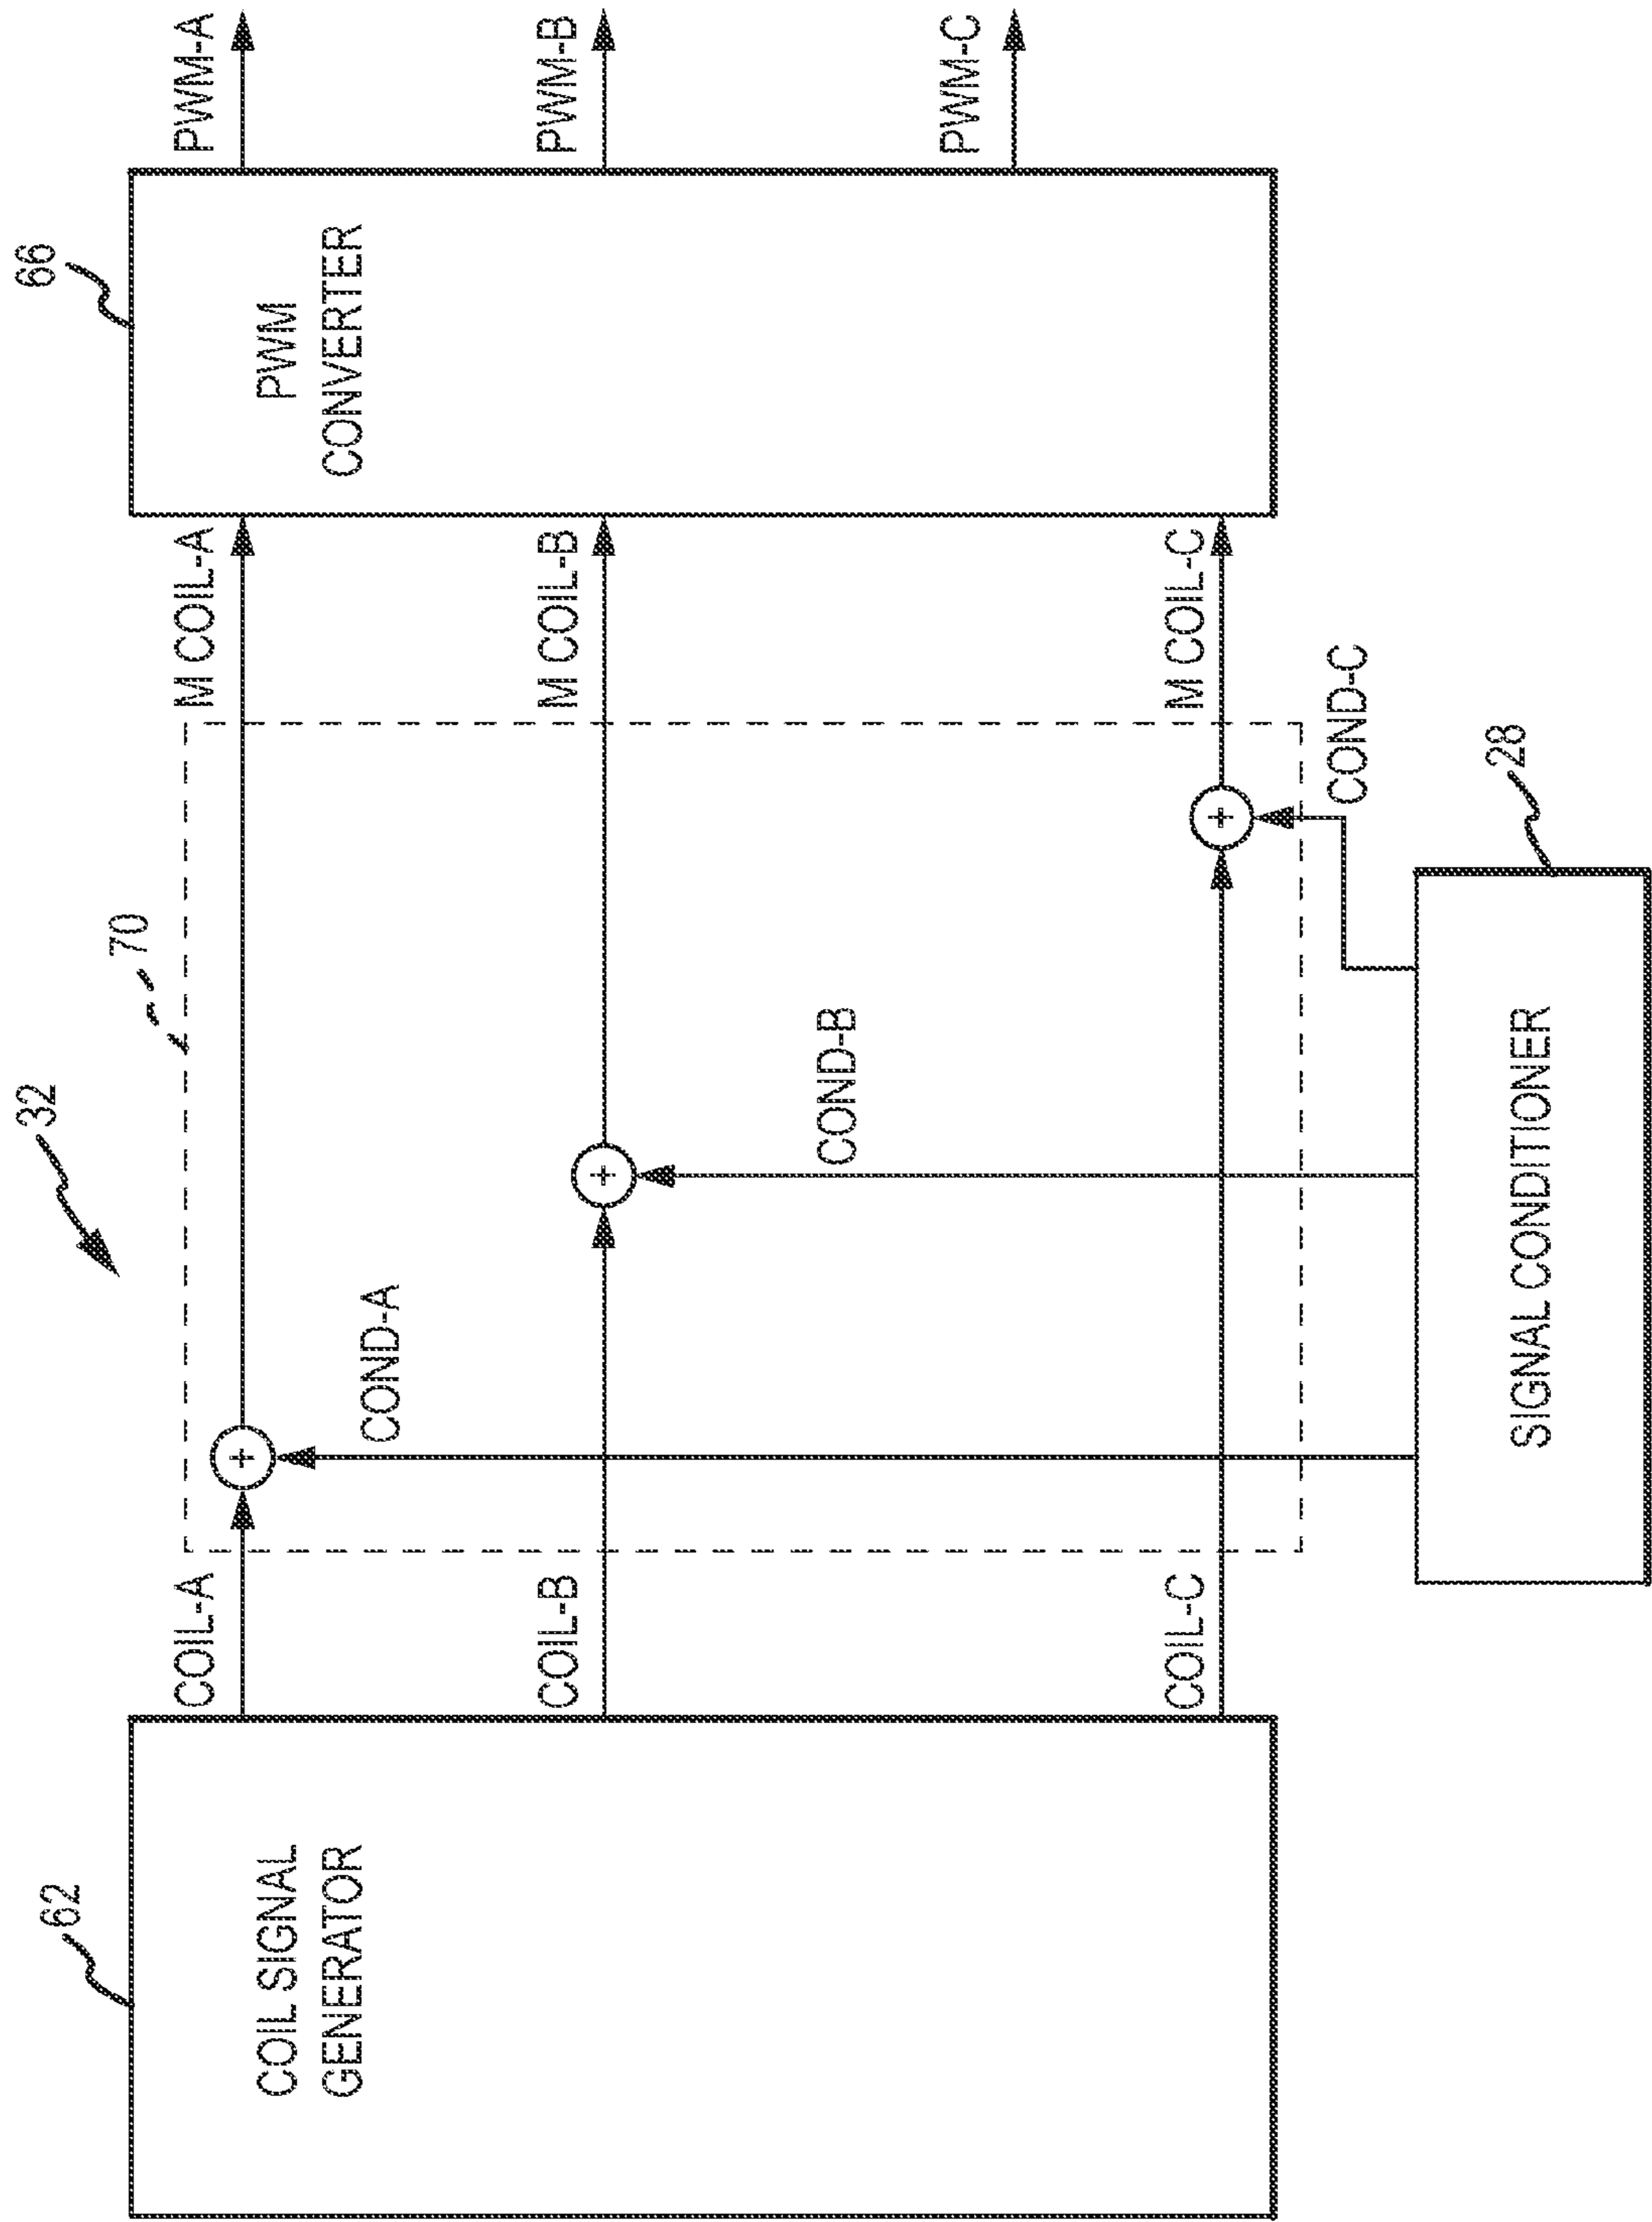 32
62
70
66
COIL SIGNAL
GENERATOR
COIL-A
COIL-B
COIL-C
COND-A
COND-B
COND-C
M COIL-A
M COIL-B
M COIL-C
PWM
CONVERTER
PWM-A
PWM-B
PWM-C
+
+
+
28
SIGNAL CONDITIONER